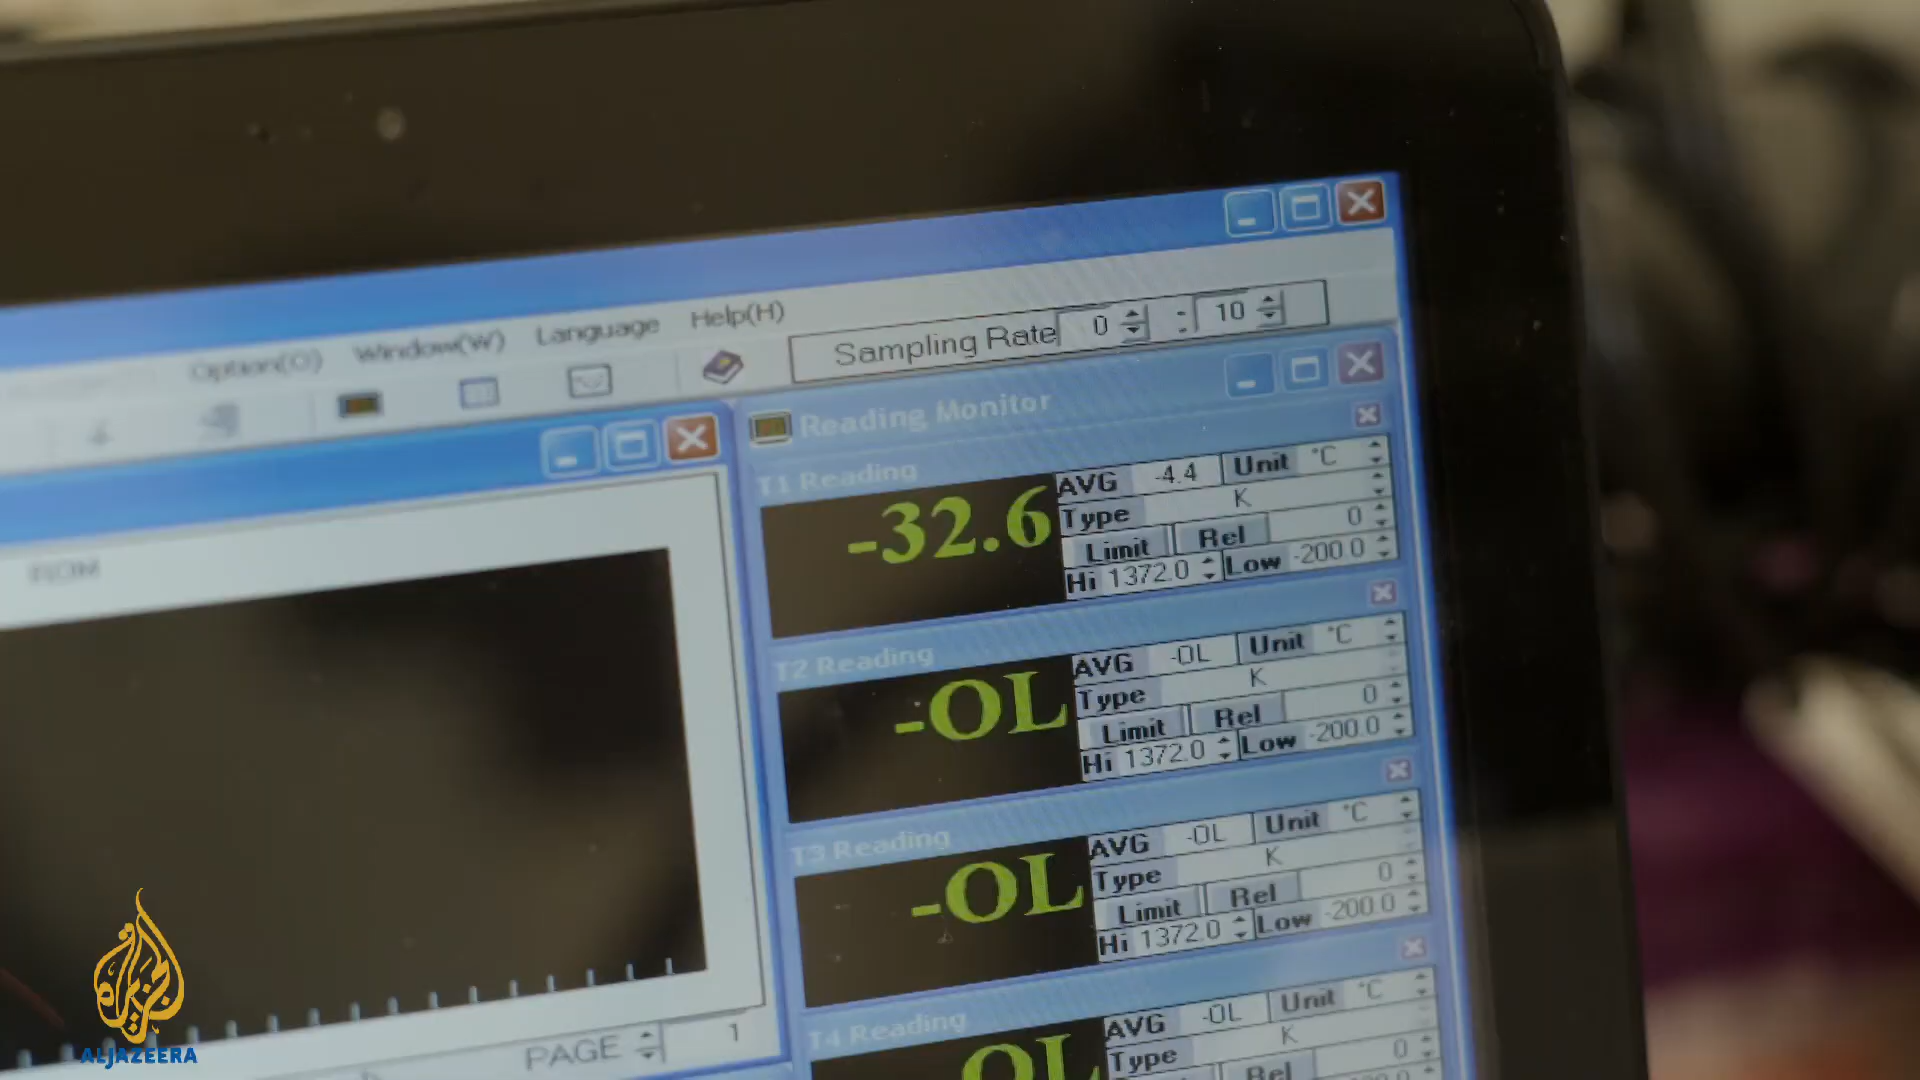 Option(O) Window(W) Language Help(H)
Sampling Rate 0 : 10
Reading Monitor
T1 Reading
-32.6
AVG -4.4 Unit °C
Type K
Limit Rel 0
Hi 1372.0 Low -200.0
T2 Reading
-OL
AVG -OL Unit °C
Type K
Limit Rel 0
Hi 1372.0 Low -200.0
T3 Reading
-OL
AVG -OL Unit °C
Type K
Limit Rel 0
Hi 1372.0 Low -200.0
T4 Reading
OL
AVG -OL Unit °C
Type K
Rel 0
PAGE 1
الجزيرة
ALJAZEERA